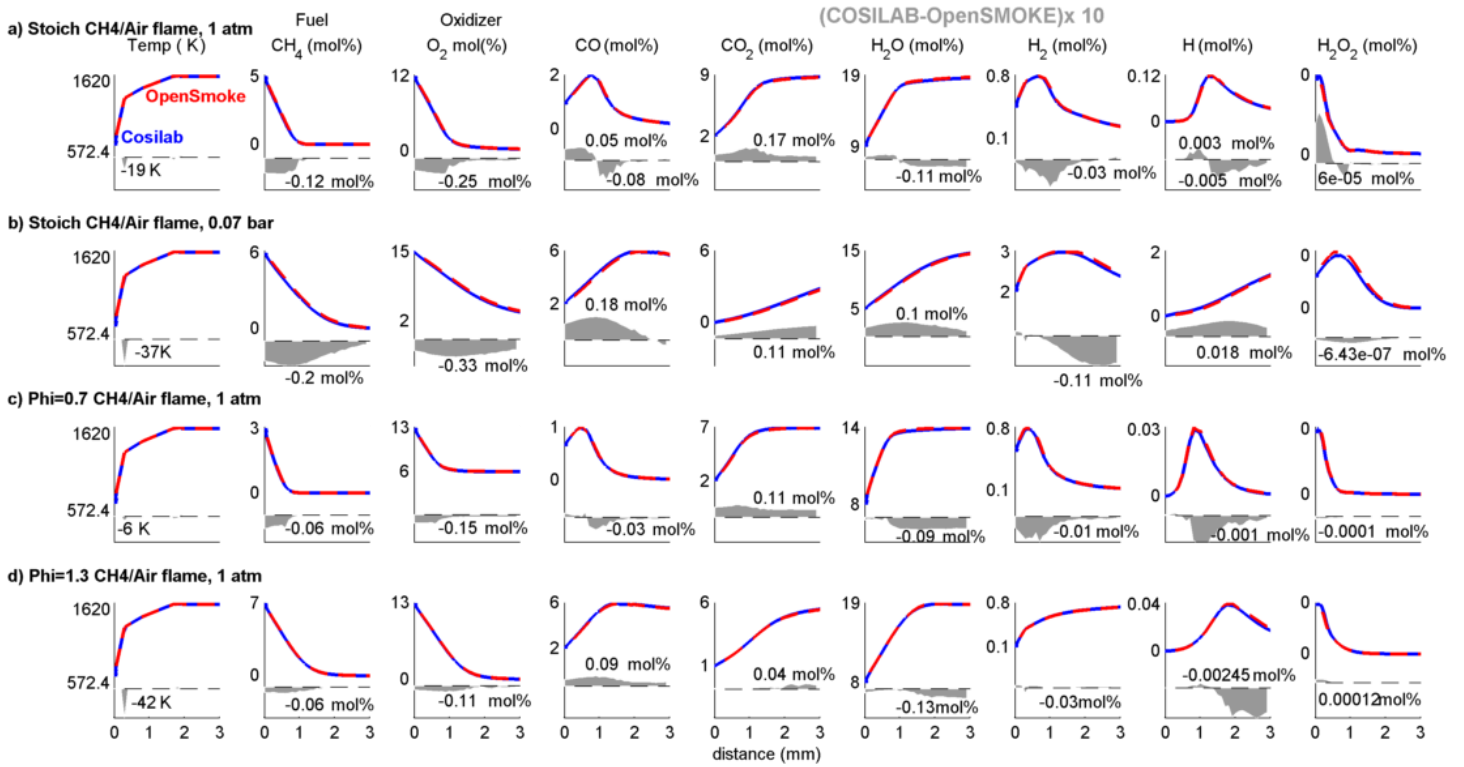 (COSILAB-OpenSMOKE)x 10
Fuel Oxidizer
a) Stoich CH4/Air flame, 1 atm
Temp ( K) CH4 (mol%) O2 mol(%) CO (mol%) CO2 (mol%) H2O (mol%) H2 (mol%) H (mol%) H2O2 (mol%)
1620 5 12 2 9 19 0.8 0.12 0
OpenSmoke
Cosilab
572.4 0 0 0 2 9 0.1 0 0
0.05 mol% 0.17 mol% 0.003
-19 K -0.12 mol% -0.25 mol% -0.08 mol% -0.11 mol% -0.03 mol% -0.005 mol% 6e-05 mol%
b) Stoich CH4/Air flame, 0.07 bar
1620 6 15 6 6 15 3 2 0
572.4 0 2 2 0 5 2 0 0
0.18 mol% 0.1 mol%
-37K -0.2 mol% -0.33 mol% 0.11 mol% -0.11 mol% 0.018 mol% -6.43e-07 mol%
c) Phi=0.7 CH4/Air flame, 1 atm
1620 3 13 1 7 14 0.8 0.03 0
572.4 0 6 0 2 8 0.1 0 0
0.11 mol%
-6 K -0.06 mol% -0.15 mol% -0.03 mol% -0.09 mol% -0.01 mol% -0.001 mol% -0.0001 mol%
d) Phi=1.3 CH4/Air flame, 1 atm
1620 7 13 6 6 19 0.8 0.04 0
572.4 0 0 2 1 8 0.1 0 0
0.09 mol% 0.04 mol% -0.00245 mol%
-42 K -0.06 mol% -0.11 mol% -0.13mol% -0.03mol% 0.00012mol%
0 1 2 3 0 1 2 3 0 1 2 3 0 1 2 3 0 1 2 3 0 1 2 3 0 1 2 3 0 1 2 3 0 1 2 3
distance (mm)